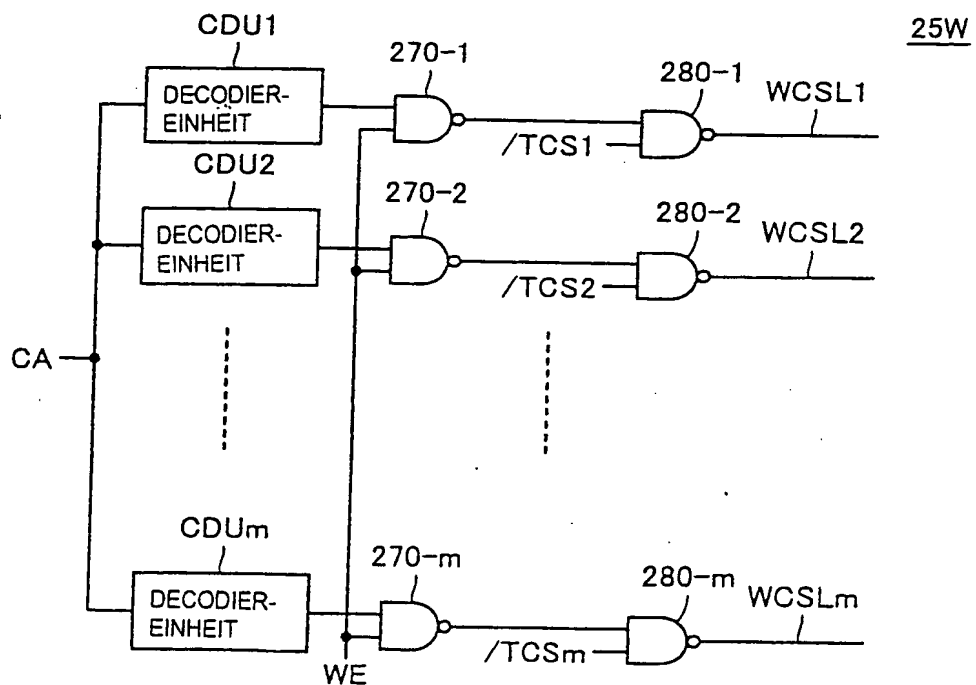 25W
CDU1
270-1
280-1
WCSL1
DECODIER-
EINHEIT
/TCS1
CDU2
270-2
280-2
WCSL2
DECODIER-
EINHEIT
/TCS2
CA
CDUm
270-m
280-m
WCSLm
DECODIER-
EINHEIT
/TCSm
WE